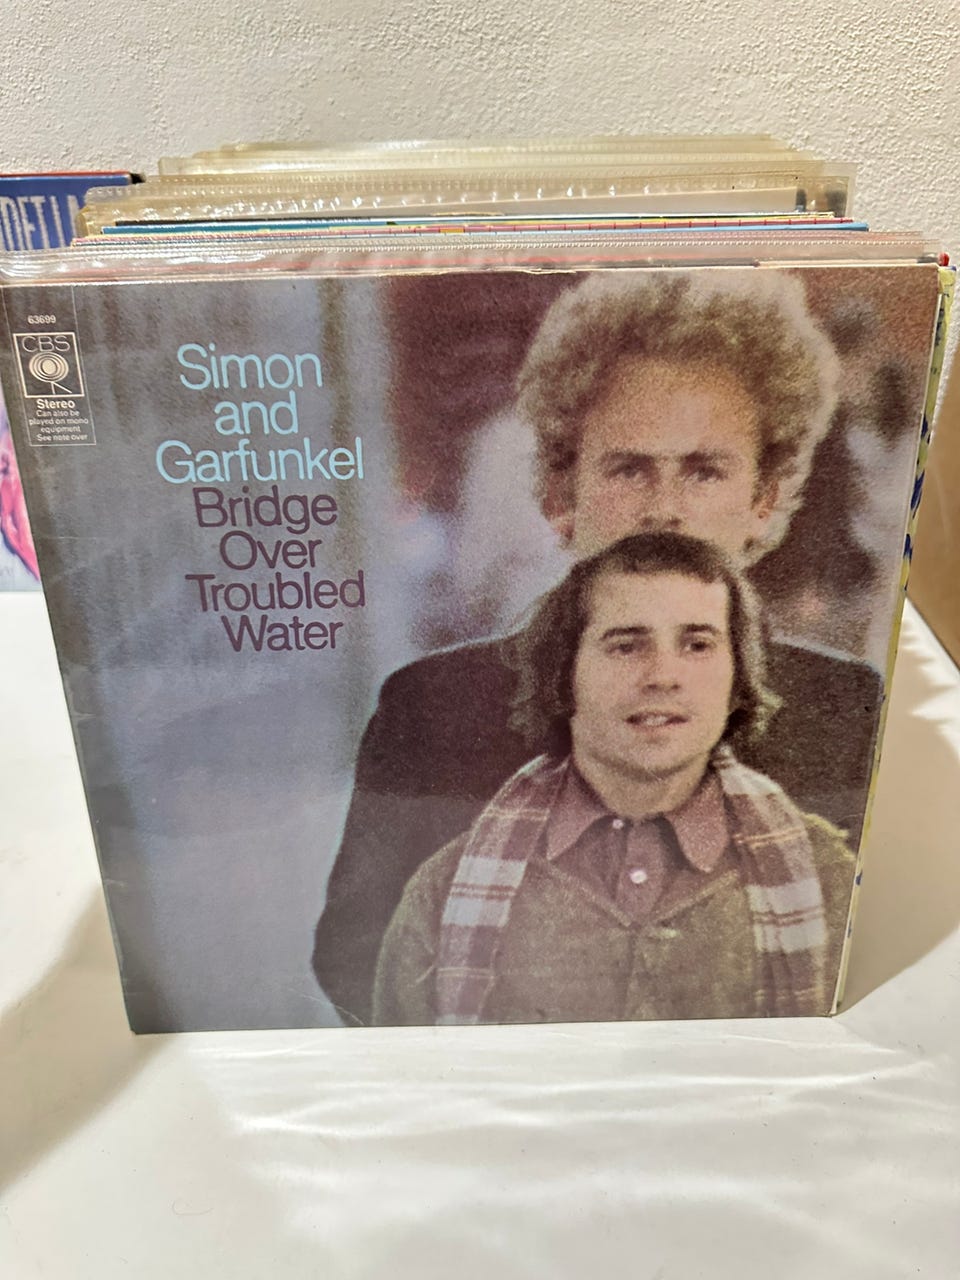 63699
CBS
Stereo
Can also be
played on mono
equipment
See note over
Simon
and
Garfunkel
Bridge
Over
Troubled
Water